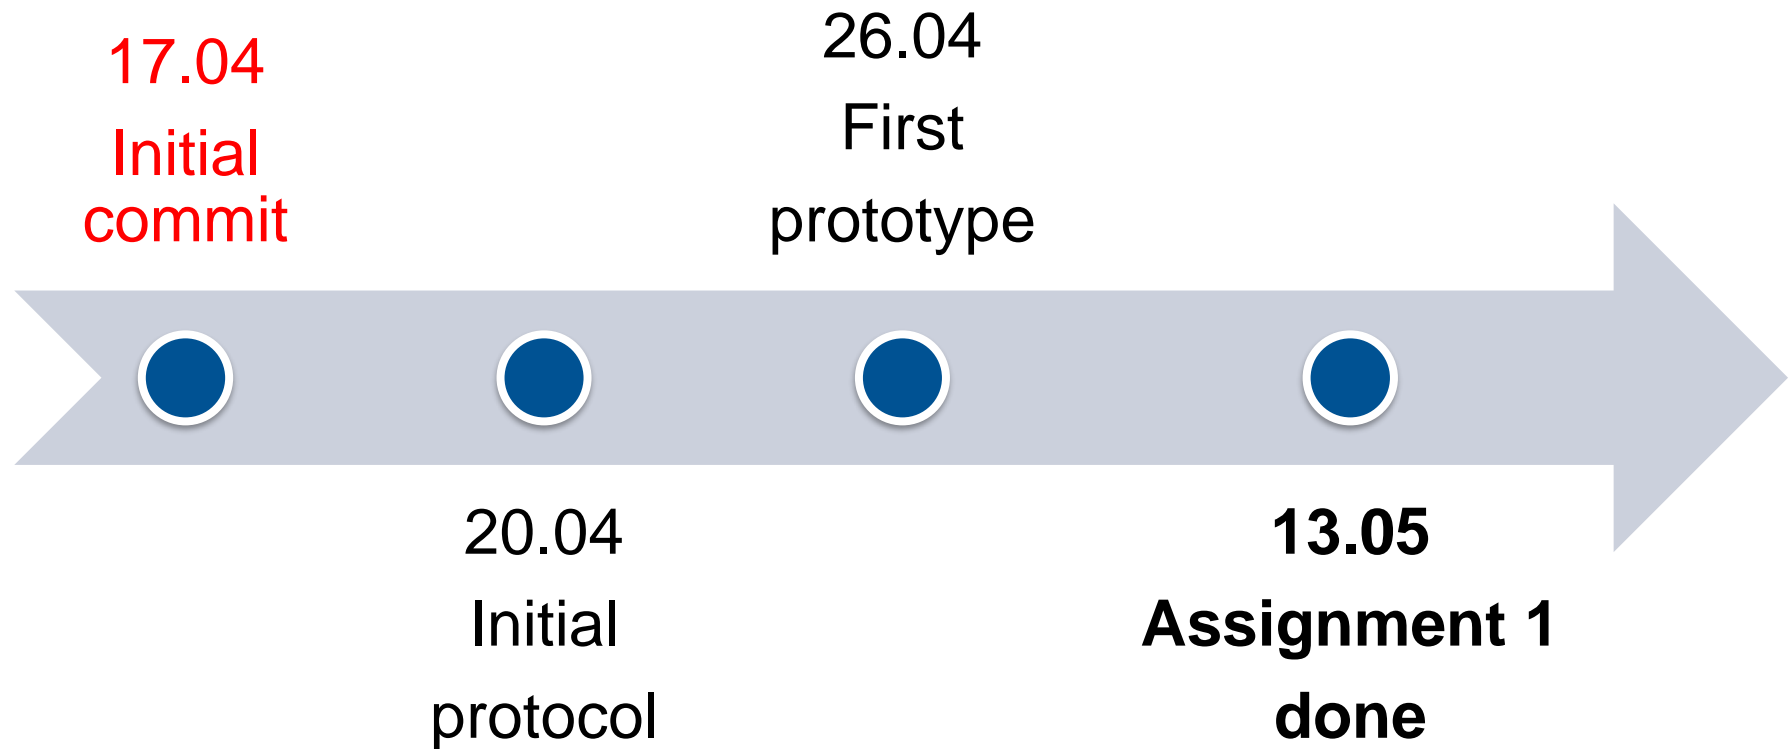 17.04
Initial
commit
20.04
Initial
protocol
26.04
First
prototype
13.05
Assignment 1
done